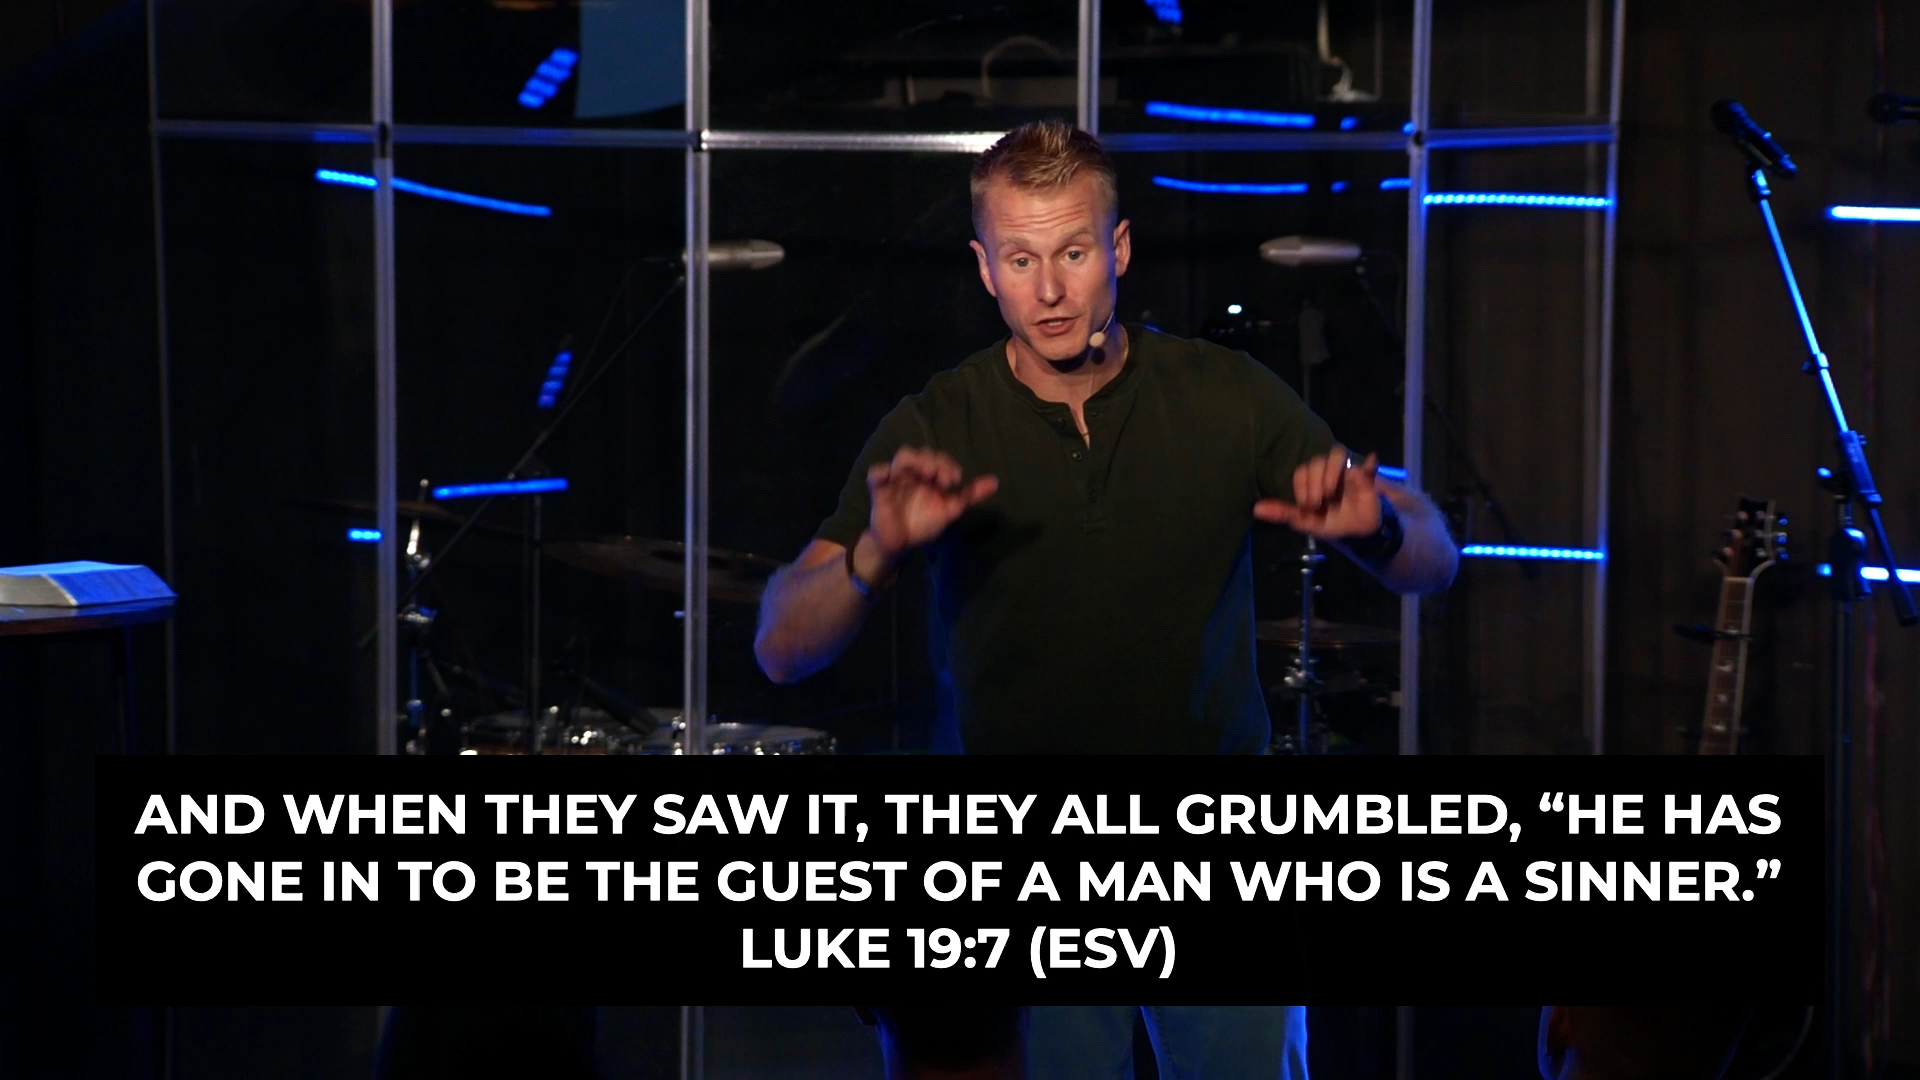 AND WHEN THEY SAW IT, THEY ALL GRUMBLED, “HE HAS
GONE IN TO BE THE GUEST OF A MAN WHO IS A SINNER.”
LUKE 19:7 (ESV)